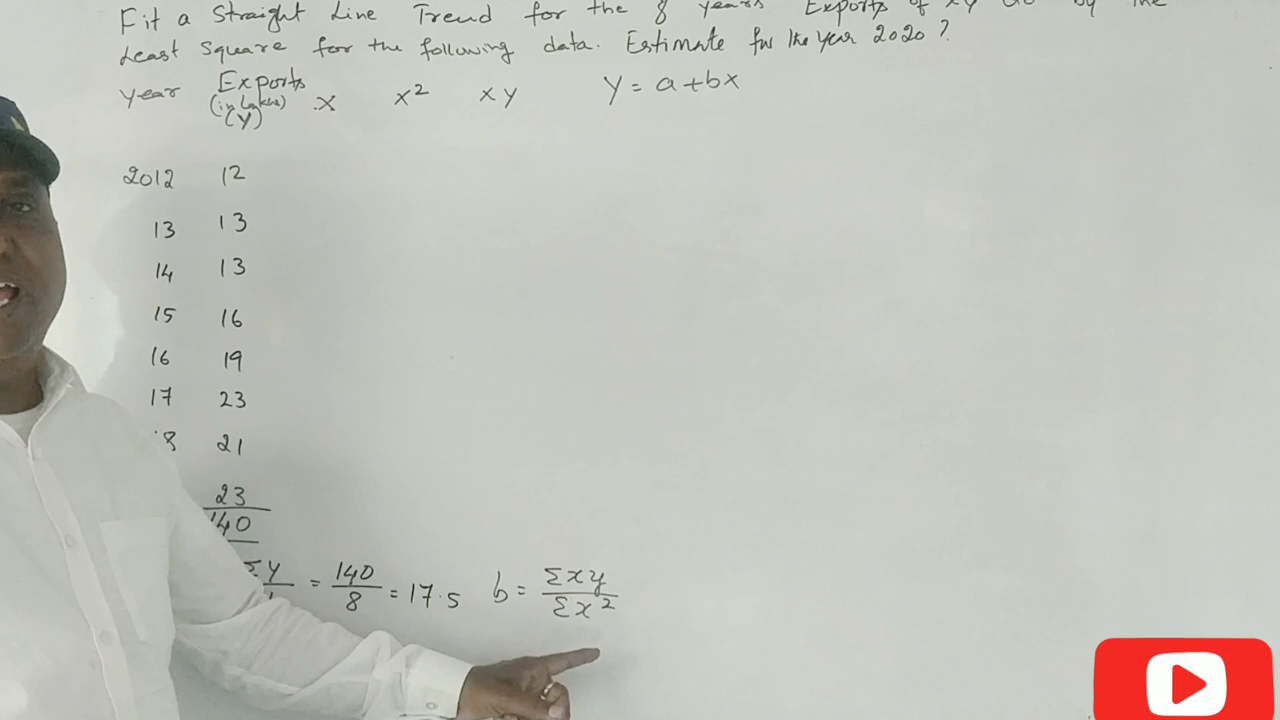 Fit a Straight Line Trend for the 8 years Exports of xy by the
Least Square for the following data. Estimate for the year 2020?
year Exports (in Lakhs) (Y) X x² xy Y = a + bx
2012 12
13 13
14 13
15 16
16 19
17 23
8 21
23
140
ΣY = 140/8 = 17.5 b = Σxy/Σx²